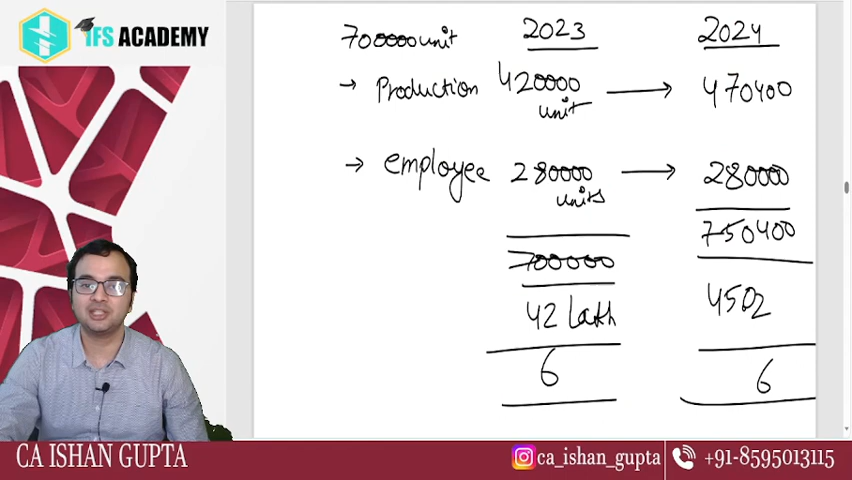 IFS ACADEMY
700000 unit 2023 2024
→ Production 420000 unit → 470400
→ employee 280000 units → 280000
750400
700000
42 Lakh 4502
6 6
CA ISHAN GUPTA ca_ishan_gupta +91-8595013115